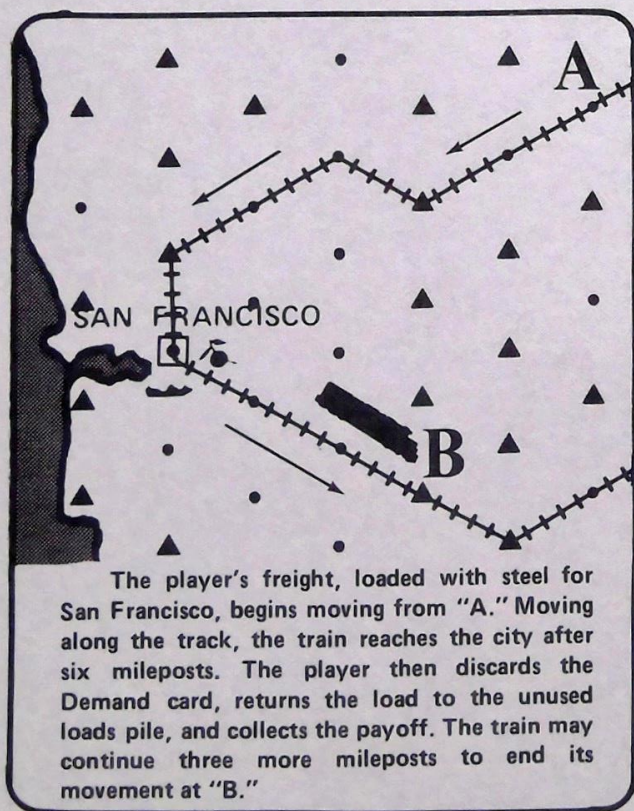 A
SAN FRANCISCO
B
The player's freight, loaded with steel for
San Francisco, begins moving from “A.” Moving
along the track, the train reaches the city after
six mileposts. The player then discards the
Demand card, returns the load to the unused
loads pile, and collects the payoff. The train may
continue three more mileposts to end its
movement at “B.”